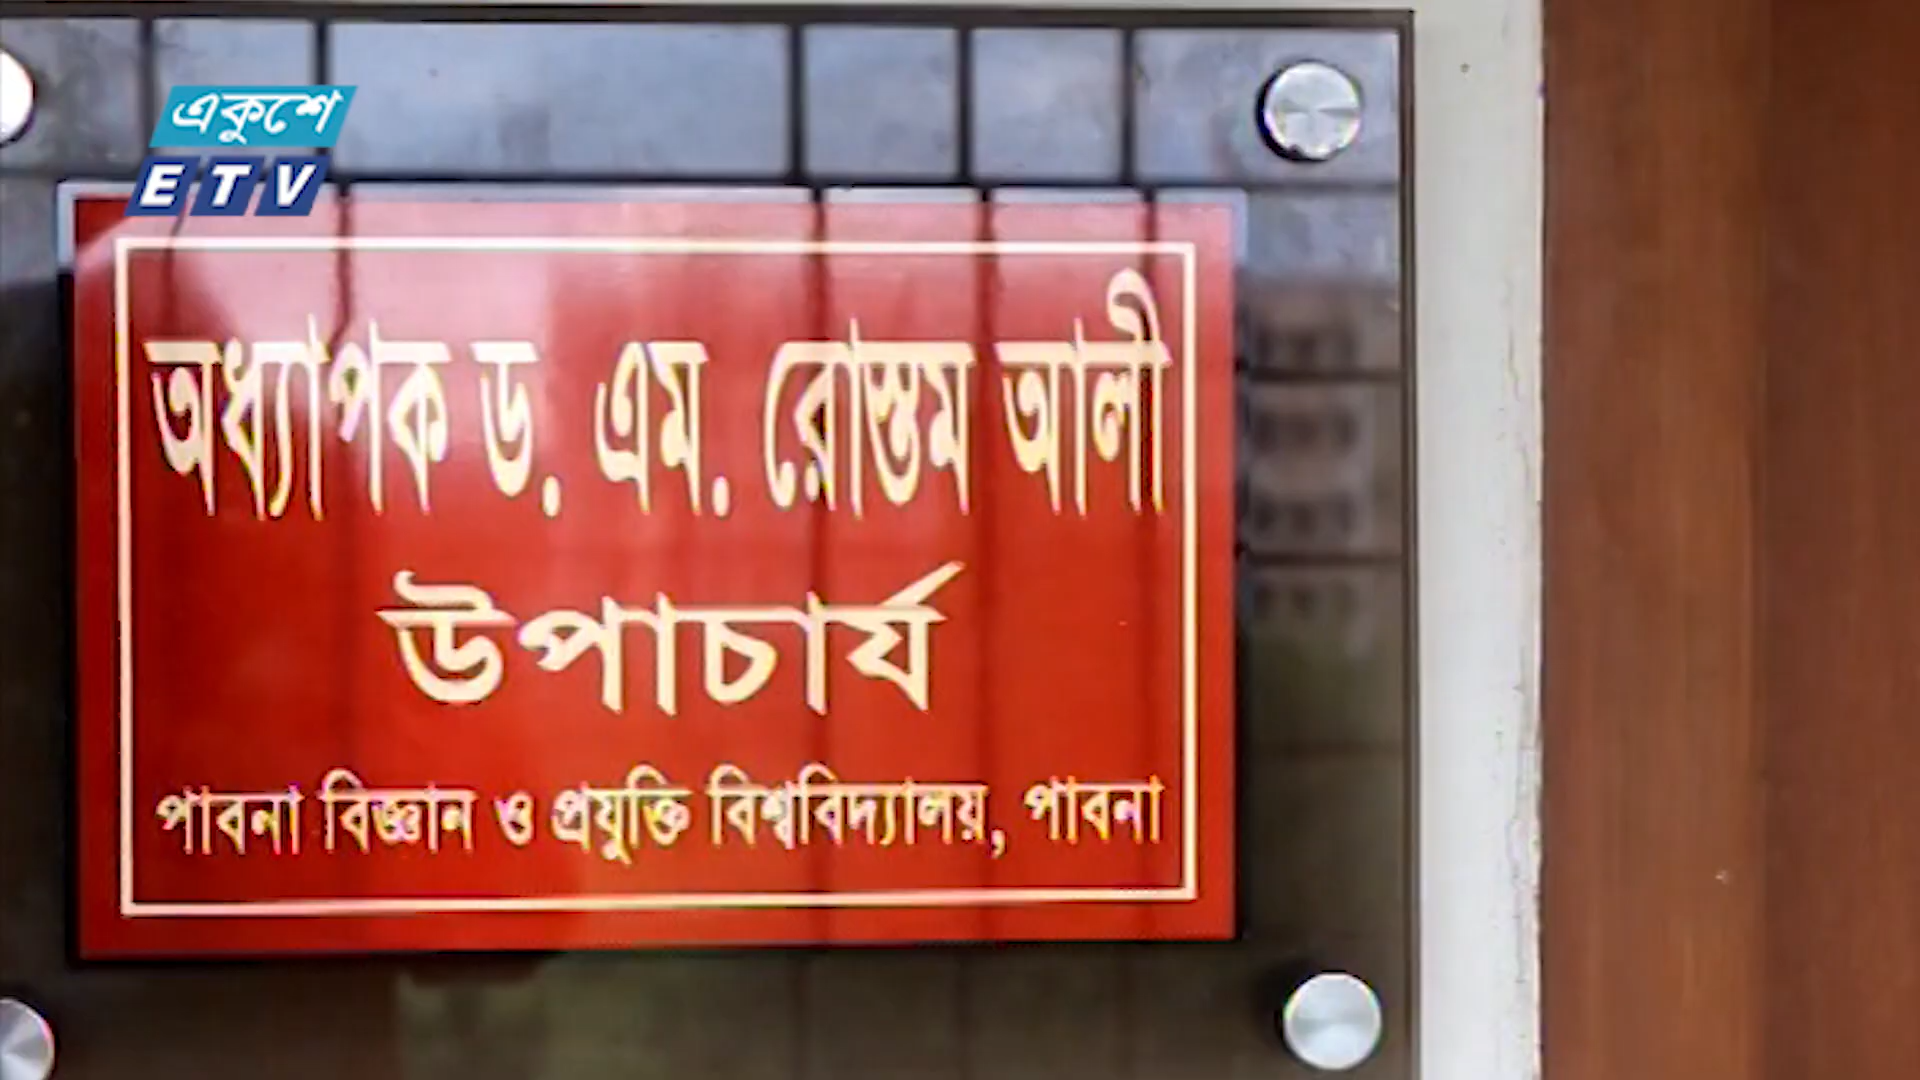 একুশে
ETV
অধ্যাপক ড. এম. রোস্তম আলী
উপাচার্য
পাবনা বিজ্ঞান ও প্রযুক্তি বিশ্ববিদ্যালয়, পাবনা